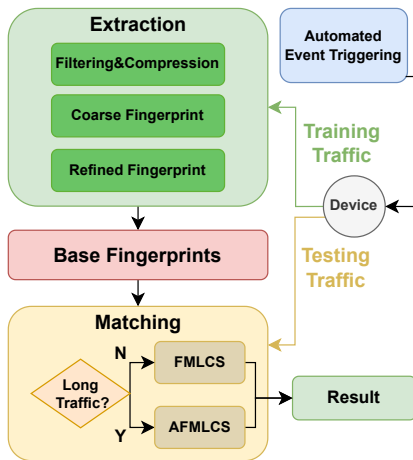 Extraction
Filtering&Compression
Coarse Fingerprint
Refined Fingerprint
Automated
Event Triggering
Training
Traffic
Device
Testing
Traffic
Base Fingerprints
Matching
Long
Traffic?
N
Y
FMLCS
AFMLCS
Result